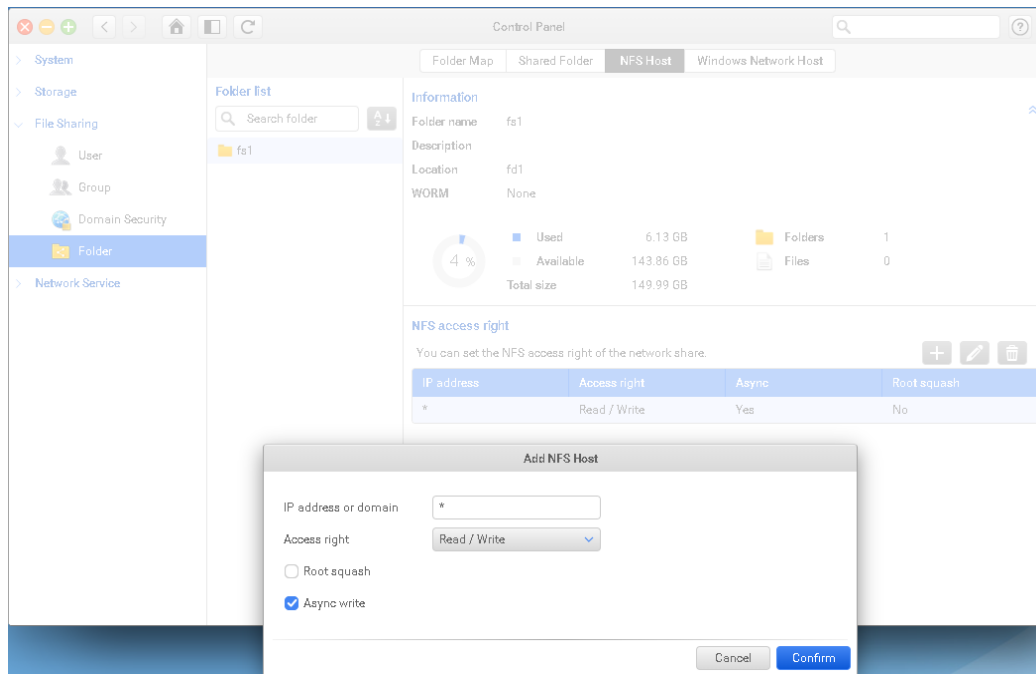 Control Panel
System
Storage
File Sharing
User
Group
Domain Security
Folder
Network Service
Folder Map Shared Folder NFS Host Windows Network Host
Folder list
Search folder
fs1
Information
Folder name fs1
Description
Location fd1
WORM None
4 %
Used 6.13 GB Folders 1
Available 143.86 GB Files 0
Total size 149.99 GB
NFS access right
You can set the NFS access right of the network share.
IP address Access right Async Root squash
* Read / Write Yes No
Add NFS Host
IP address or domain *
Access right Read / Write
Root squash
Async write
Cancel Confirm